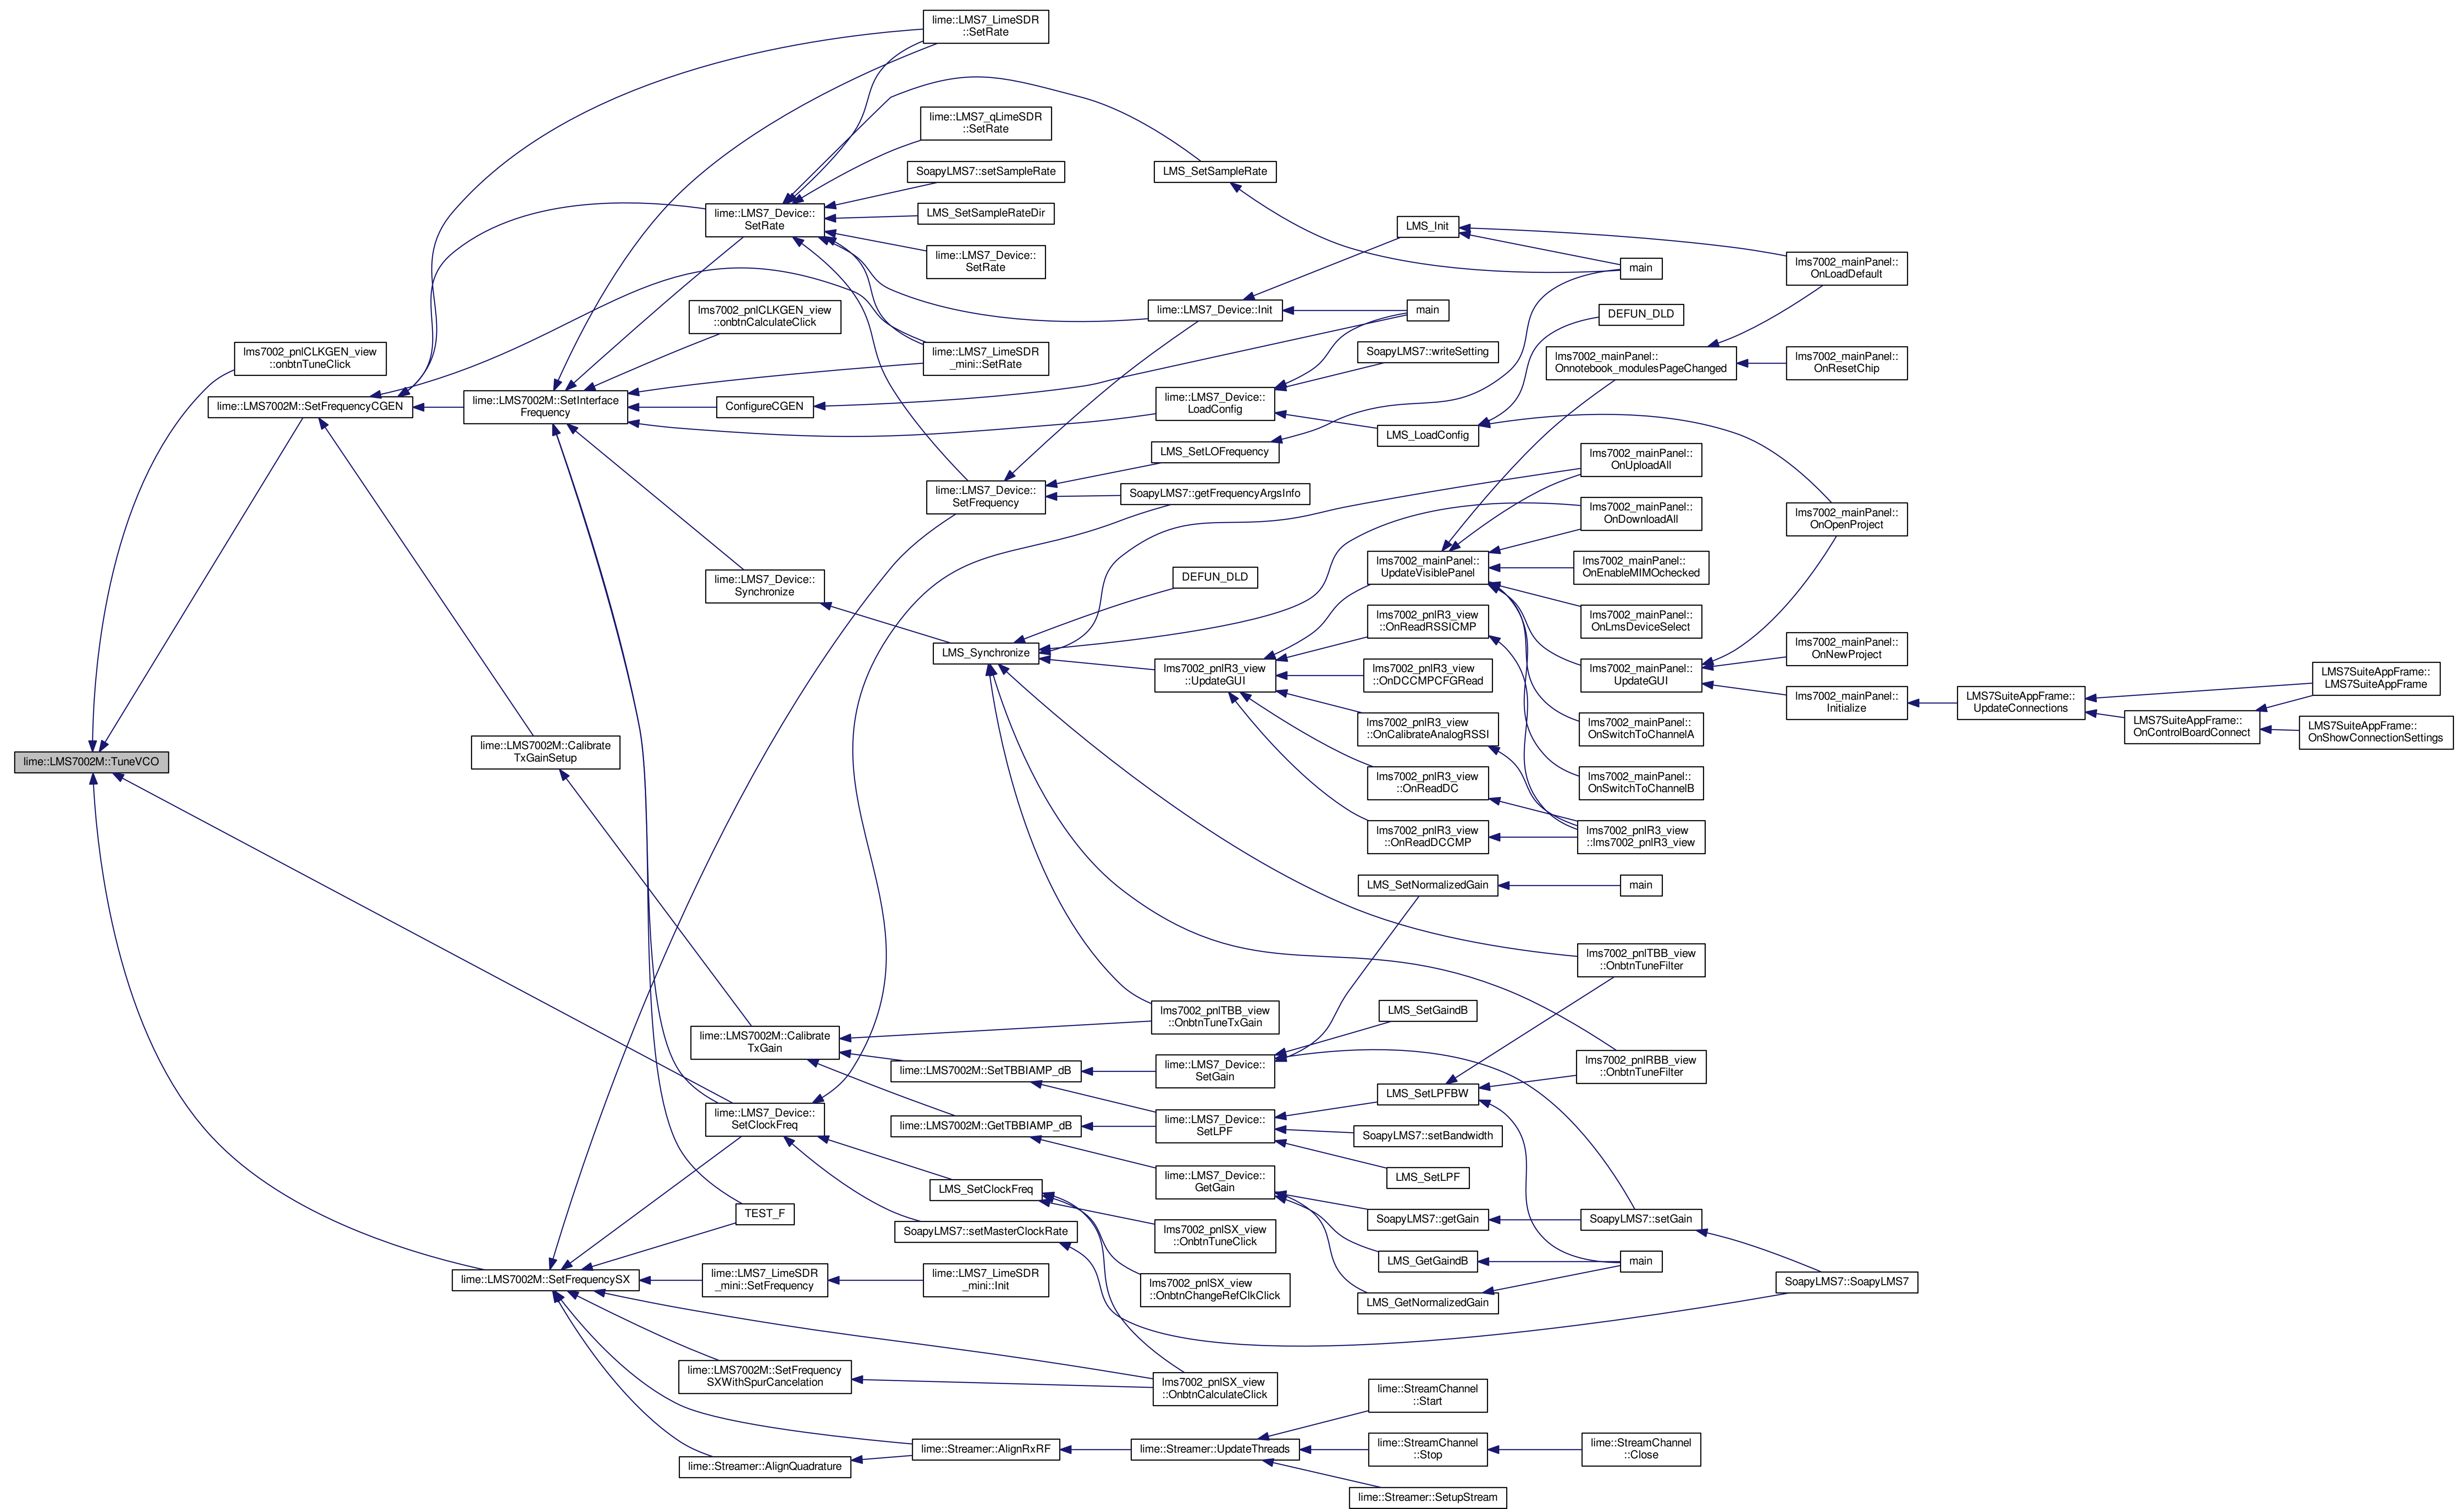 lime::LMS7002M::TuneVCO
lms7002_pnlCLKGEN_view
::onbtnTuneClick
lime::LMS7002M::SetFrequencyCGEN
lime::LMS7002M::SetInterface
Frequency
lime::LMS7002M::Calibrate
TxGainSetup
lime::LMS7002M::SetFrequencySX
lime::LMS7_Device::
SetRate
lms7002_pnlCLKGEN_view
::onbtnCalculateClick
ConfigureCGEN
lime::LMS7_Device::
Synchronize
lime::LMS7002M::Calibrate
TxGain
lime::LMS7_Device::
SetClockFreq
TEST_F
lime::LMS7_LimeSDR
_mini::SetFrequency
lime::LMS7002M::SetFrequency
SXWithSpurCancelation
lime::Streamer::AlignQuadrature
lime::LMS7_LimeSDR
::SetRate
lime::LMS7_qLimeSDR
::SetRate
SoapyLMS7::setSampleRate
LMS_SetSampleRateDir
lime::LMS7_Device::
SetRate
lime::LMS7_LimeSDR
_mini::SetRate
lime::LMS7_Device::
SetFrequency
LMS_Synchronize
lime::LMS7002M::SetTBBIAMP_dB
lime::LMS7002M::GetTBBIAMP_dB
LMS_SetClockFreq
SoapyLMS7::setMasterClockRate
lime::LMS7_LimeSDR
_mini::Init
lime::Streamer::AlignRxRF
LMS_SetSampleRate
lime::LMS7_Device::Init
lime::LMS7_Device::
LoadConfig
LMS_SetLOFrequency
SoapyLMS7::getFrequencyArgsInfo
DEFUN_DLD
lms7002_pnlR3_view
::UpdateGUI
lms7002_pnlTBB_view
::OnbtnTuneTxGain
lime::LMS7_Device::
SetGain
lime::LMS7_Device::
SetLPF
lime::LMS7_Device::
GetGain
lms7002_pnlSX_view
::OnbtnTuneClick
lms7002_pnlSX_view
::OnbtnChangeRefClkClick
lms7002_pnlSX_view
::OnbtnCalculateClick
lime::Streamer::UpdateThreads
LMS_Init
main
SoapyLMS7::writeSetting
LMS_LoadConfig
lms7002_mainPanel::
UpdateVisiblePanel
lms7002_pnlR3_view
::OnReadRSSICMP
lms7002_pnlR3_view
::OnDCCMPCFGRead
lms7002_pnlR3_view
::OnCalibrateAnalogRSSI
lms7002_pnlR3_view
::OnReadDC
lms7002_pnlR3_view
::OnReadDCCMP
LMS_SetNormalizedGain
LMS_SetGaindB
LMS_SetLPFBW
SoapyLMS7::setBandwidth
LMS_SetLPF
SoapyLMS7::getGain
LMS_GetGaindB
LMS_GetNormalizedGain
lime::StreamChannel
::Start
lime::StreamChannel
::Stop
lime::Streamer::SetupStream
main
DEFUN_DLD
lms7002_mainPanel::
Onnotebook_modulesPageChanged
lms7002_mainPanel::
OnUploadAll
lms7002_mainPanel::
OnDownloadAll
lms7002_mainPanel::
OnEnableMIMOchecked
lms7002_mainPanel::
OnLmsDeviceSelect
lms7002_mainPanel::
UpdateGUI
lms7002_mainPanel::
OnSwitchToChannelA
lms7002_mainPanel::
OnSwitchToChannelB
lms7002_pnlR3_view
::lms7002_pnlR3_view
main
lms7002_pnlTBB_view
::OnbtnTuneFilter
lms7002_pnlRBB_view
::OnbtnTuneFilter
SoapyLMS7::setGain
main
lime::StreamChannel
::Close
lms7002_mainPanel::
OnLoadDefault
lms7002_mainPanel::
OnResetChip
lms7002_mainPanel::
OnOpenProject
lms7002_mainPanel::
OnNewProject
lms7002_mainPanel::
Initialize
SoapyLMS7::SoapyLMS7
LMS7SuiteAppFrame::
UpdateConnections
LMS7SuiteAppFrame::
OnControlBoardConnect
LMS7SuiteAppFrame::
LMS7SuiteAppFrame
LMS7SuiteAppFrame::
OnShowConnectionSettings